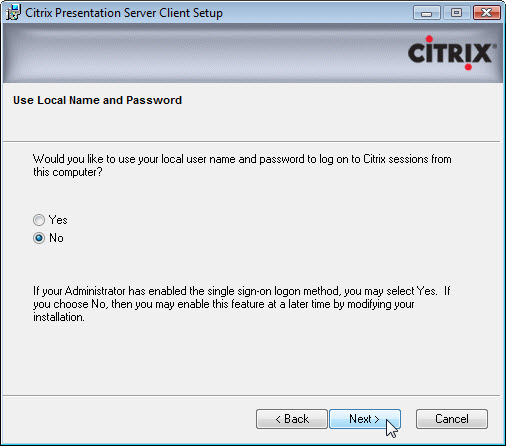 Citrix Presentation Server Client Setup
CITRIX
Use Local Name and Password
Would you like to use your local user name and password to log on to Citrix sessions from
this computer?
Yes
No
If your Administrator has enabled the single sign-on logon method, you may select Yes. If
you choose No, then you may enable this feature at a later time by modifying your
installation.
< Back Next > Cancel